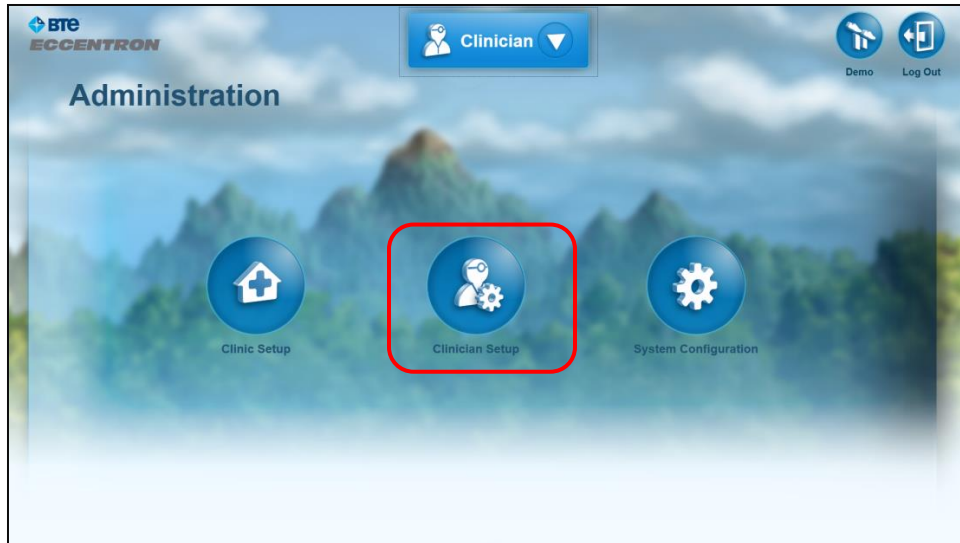 BTE
ECCENTRON
Clinician
Demo
Log Out
Administration
Clinic Setup
Clinician Setup
System Configuration